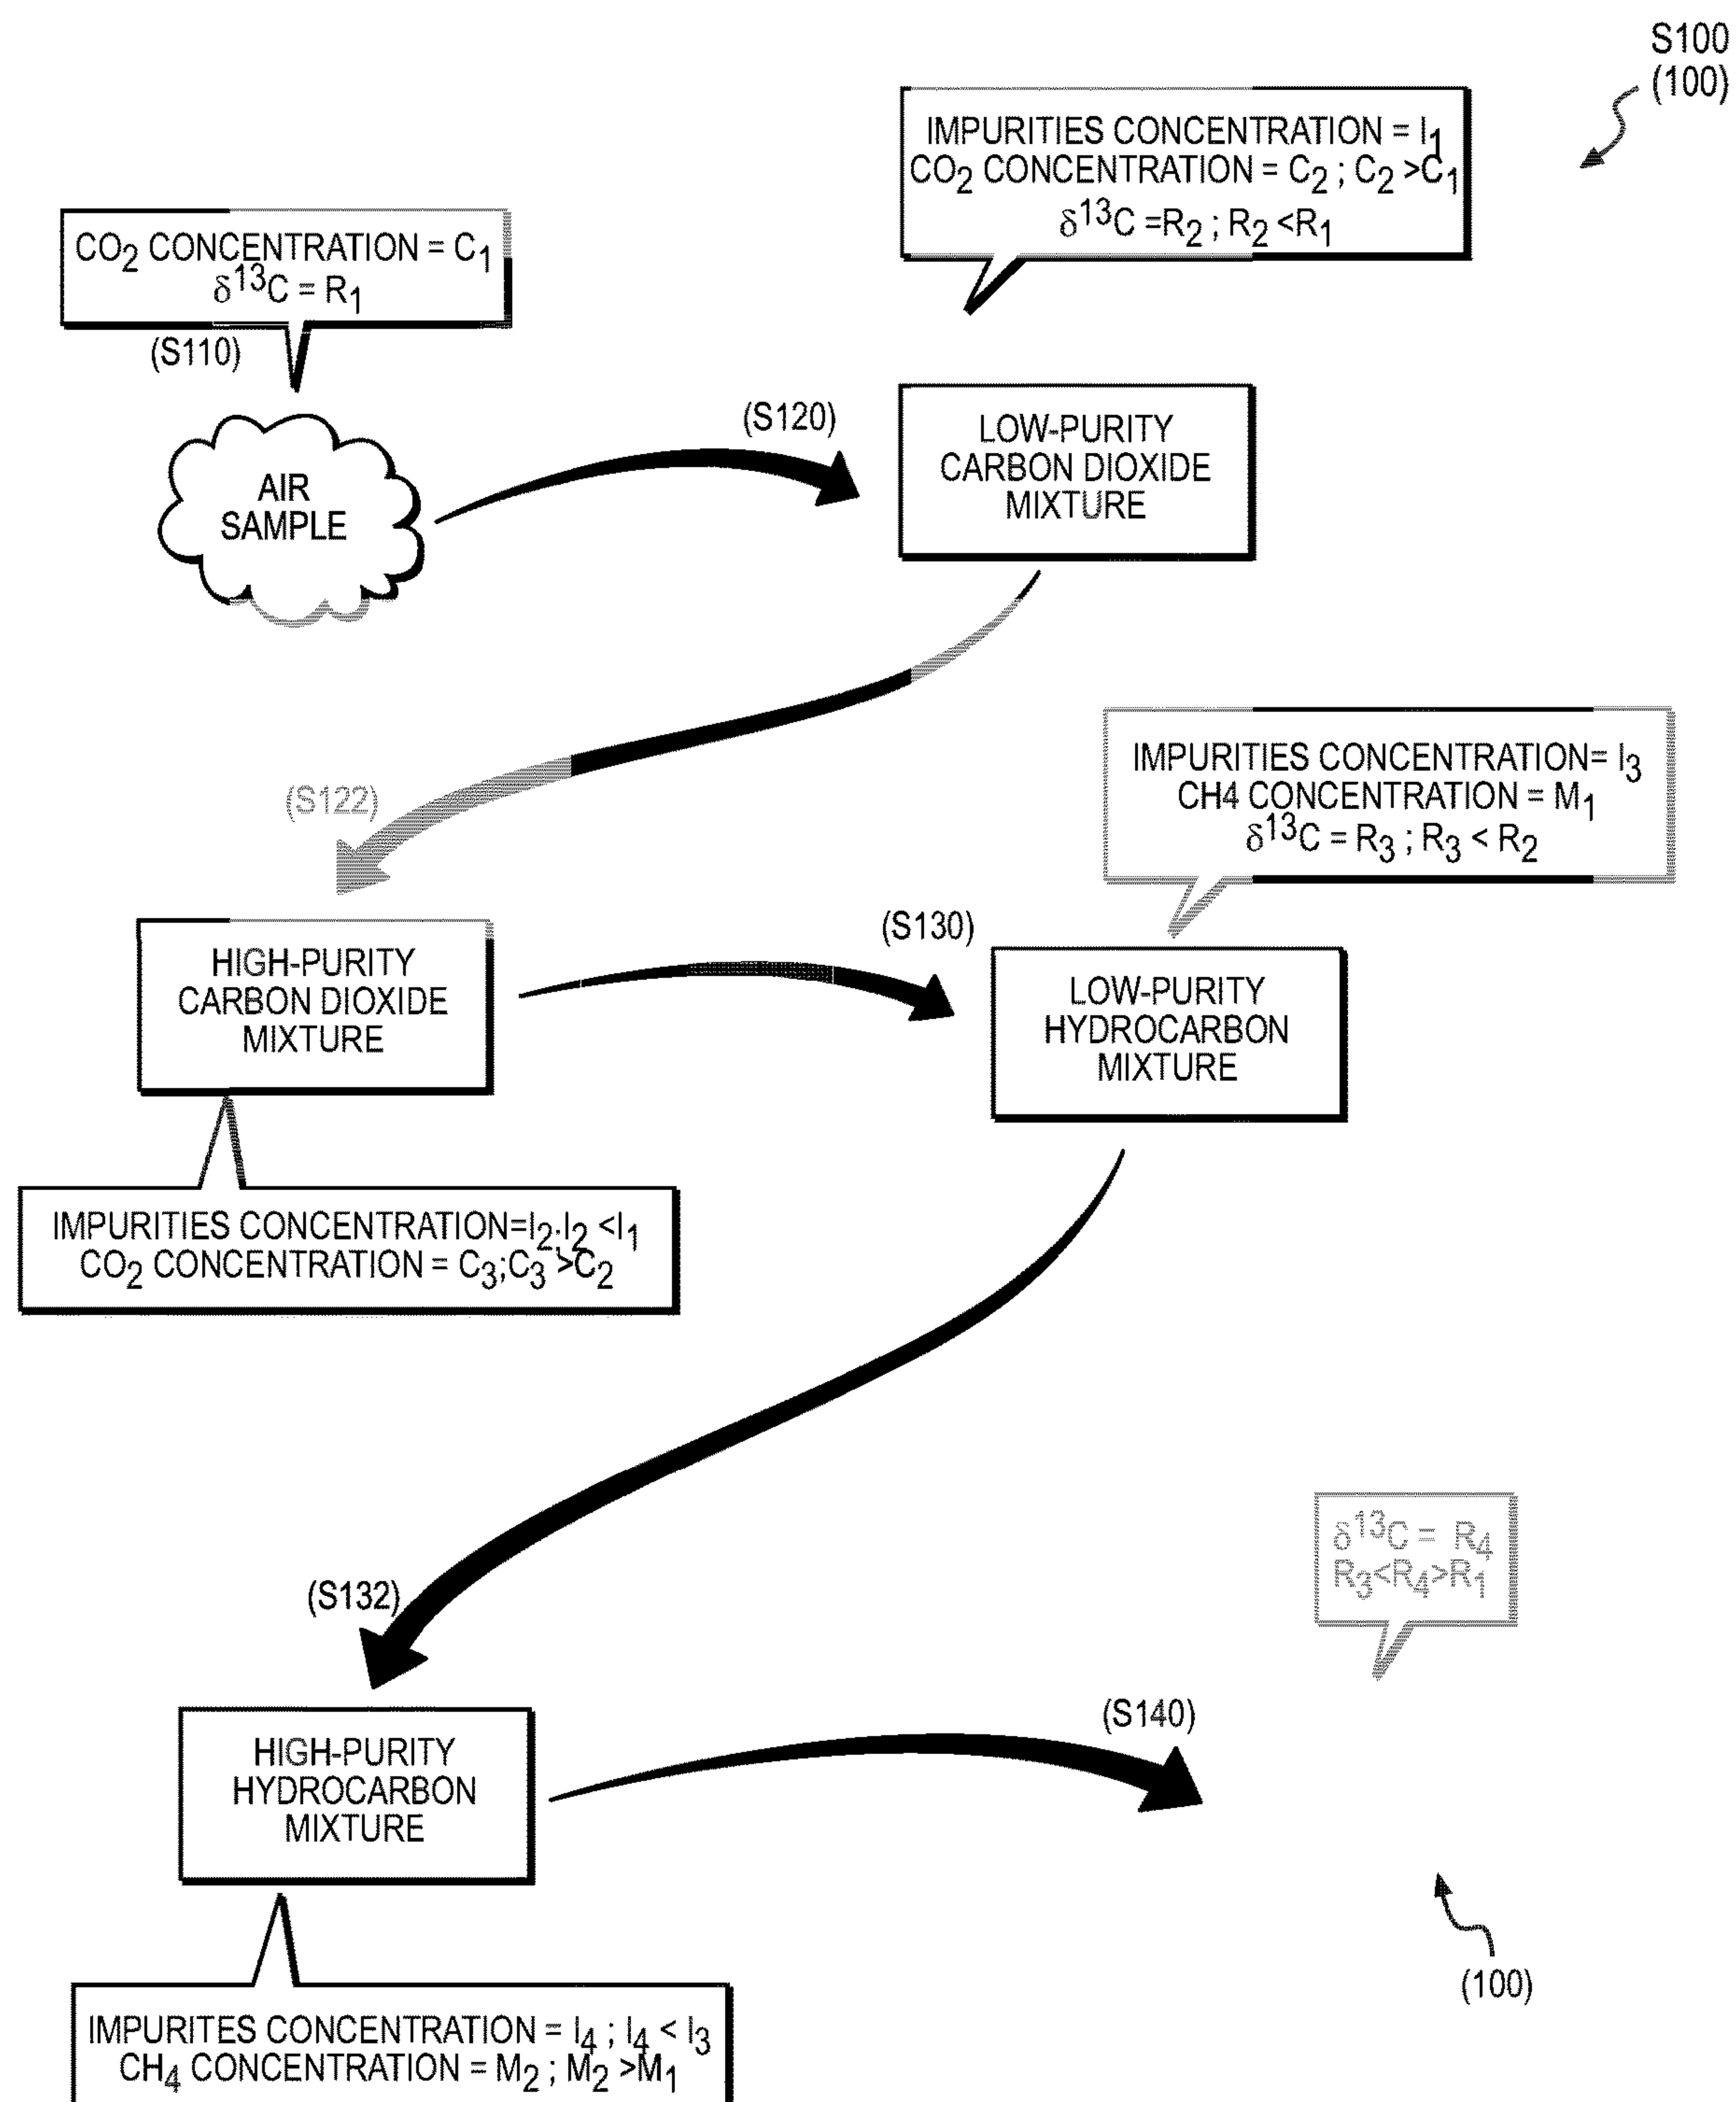 S100
(100)
IMPURITIES CONCENTRATION = I₁
CO₂ CONCENTRATION = C₂ ; C₂ >C₁
δ¹³C =R₂ ; R₂ <R₁
CO₂ CONCENTRATION = C₁
δ¹³C = R₁
(S110)
(S120)
AIR
SAMPLE
LOW-PURITY
CARBON DIOXIDE
MIXTURE
(S122)
IMPURITIES CONCENTRATION= I₃
CH4 CONCENTRATION = M₁
δ¹³C = R₃ ; R₃ < R₂
(S130)
HIGH-PURITY
CARBON DIOXIDE
MIXTURE
LOW-PURITY
HYDROCARBON
MIXTURE
IMPURITIES CONCENTRATION=I₂;I₂ <I₁
CO₂ CONCENTRATION = C₃;C₃ >C₂
δ¹³C = R₄
R₃<R₄>R₁
(S132)
(S140)
HIGH-PURITY
HYDROCARBON
MIXTURE
(100)
IMPURITES CONCENTRATION = I₄ ; I₄ < I₃
CH₄ CONCENTRATION = M₂ ; M₂ >M₁